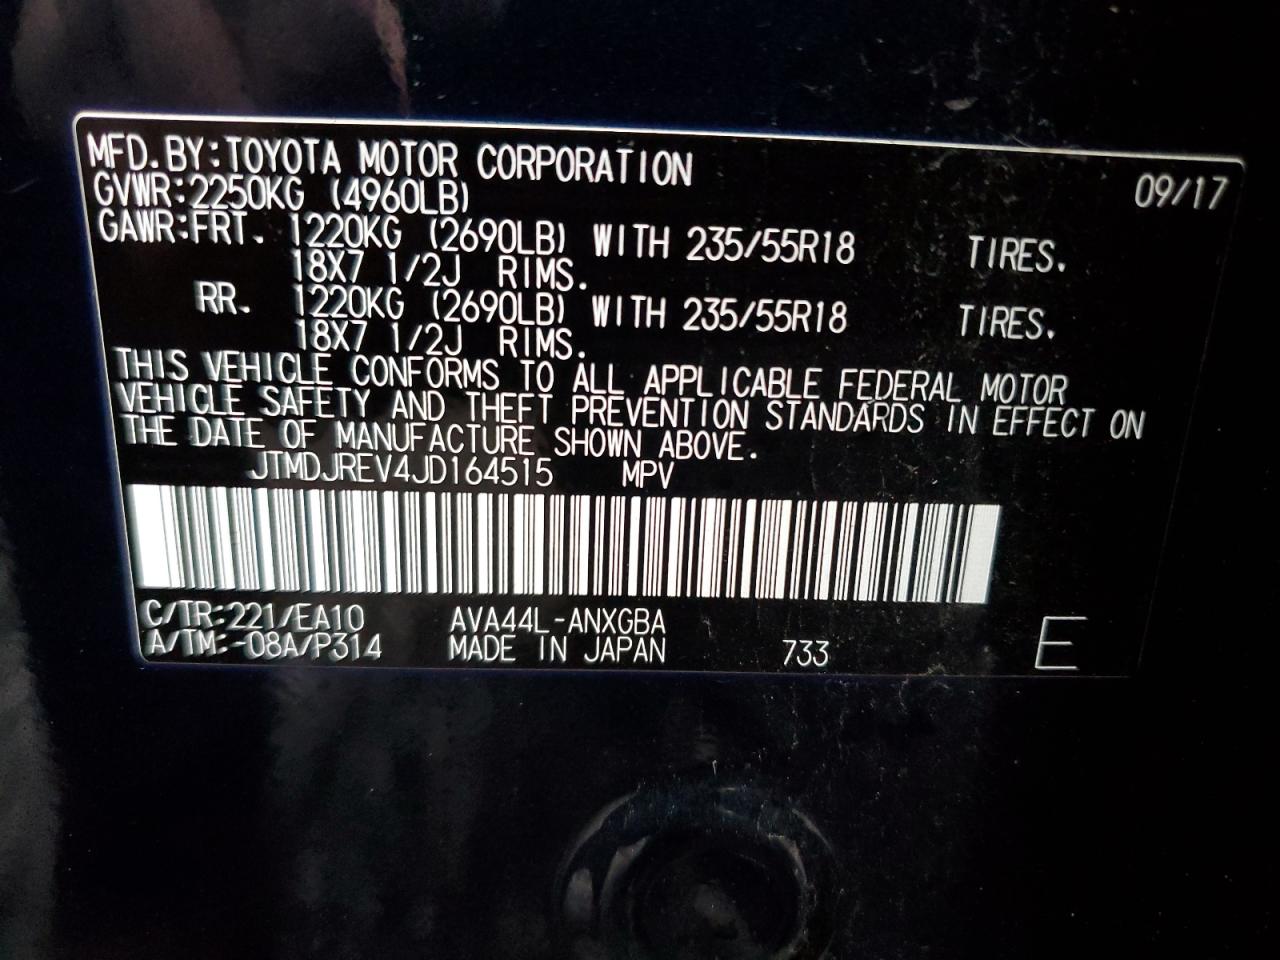 MFD.BY:TOYOTA MOTOR CORPORATION 09/17
GVWR:2250KG (4960LB)
GAWR:FRT. 1220KG (2690LB) WITH 235/55R18 TIRES.
18X7 1/2J RIMS.
RR. 1220KG (2690LB) WITH 235/55R18 TIRES.
18X7 1/2J RIMS.
THIS VEHICLE CONFORMS TO ALL APPLICABLE FEDERAL MOTOR
VEHICLE SAFETY AND THEFT PREVENTION STANDARDS IN EFFECT ON
THE DATE OF MANUFACTURE SHOWN ABOVE.
JTMDJREV4JD164515 MPV
C/TR:221/EA10 AVA44L-ANXGBA
A/TM:-08A/P314 MADE IN JAPAN 733 E